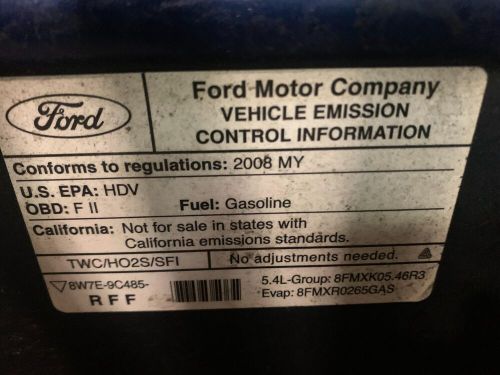 Ford
Ford Motor Company
VEHICLE EMISSION
CONTROL INFORMATION
Conforms to regulations: 2008 MY
U.S. EPA: HDV
OBD: F II
Fuel: Gasoline
California: Not for sale in states with
California emissions standards.
TWC/HO2S/SFI
No adjustments needed.
8W7E-9C485-
RFF
5.4L-Group: 8FMXK05.46R3
Evap: 8FMXR0265GAS